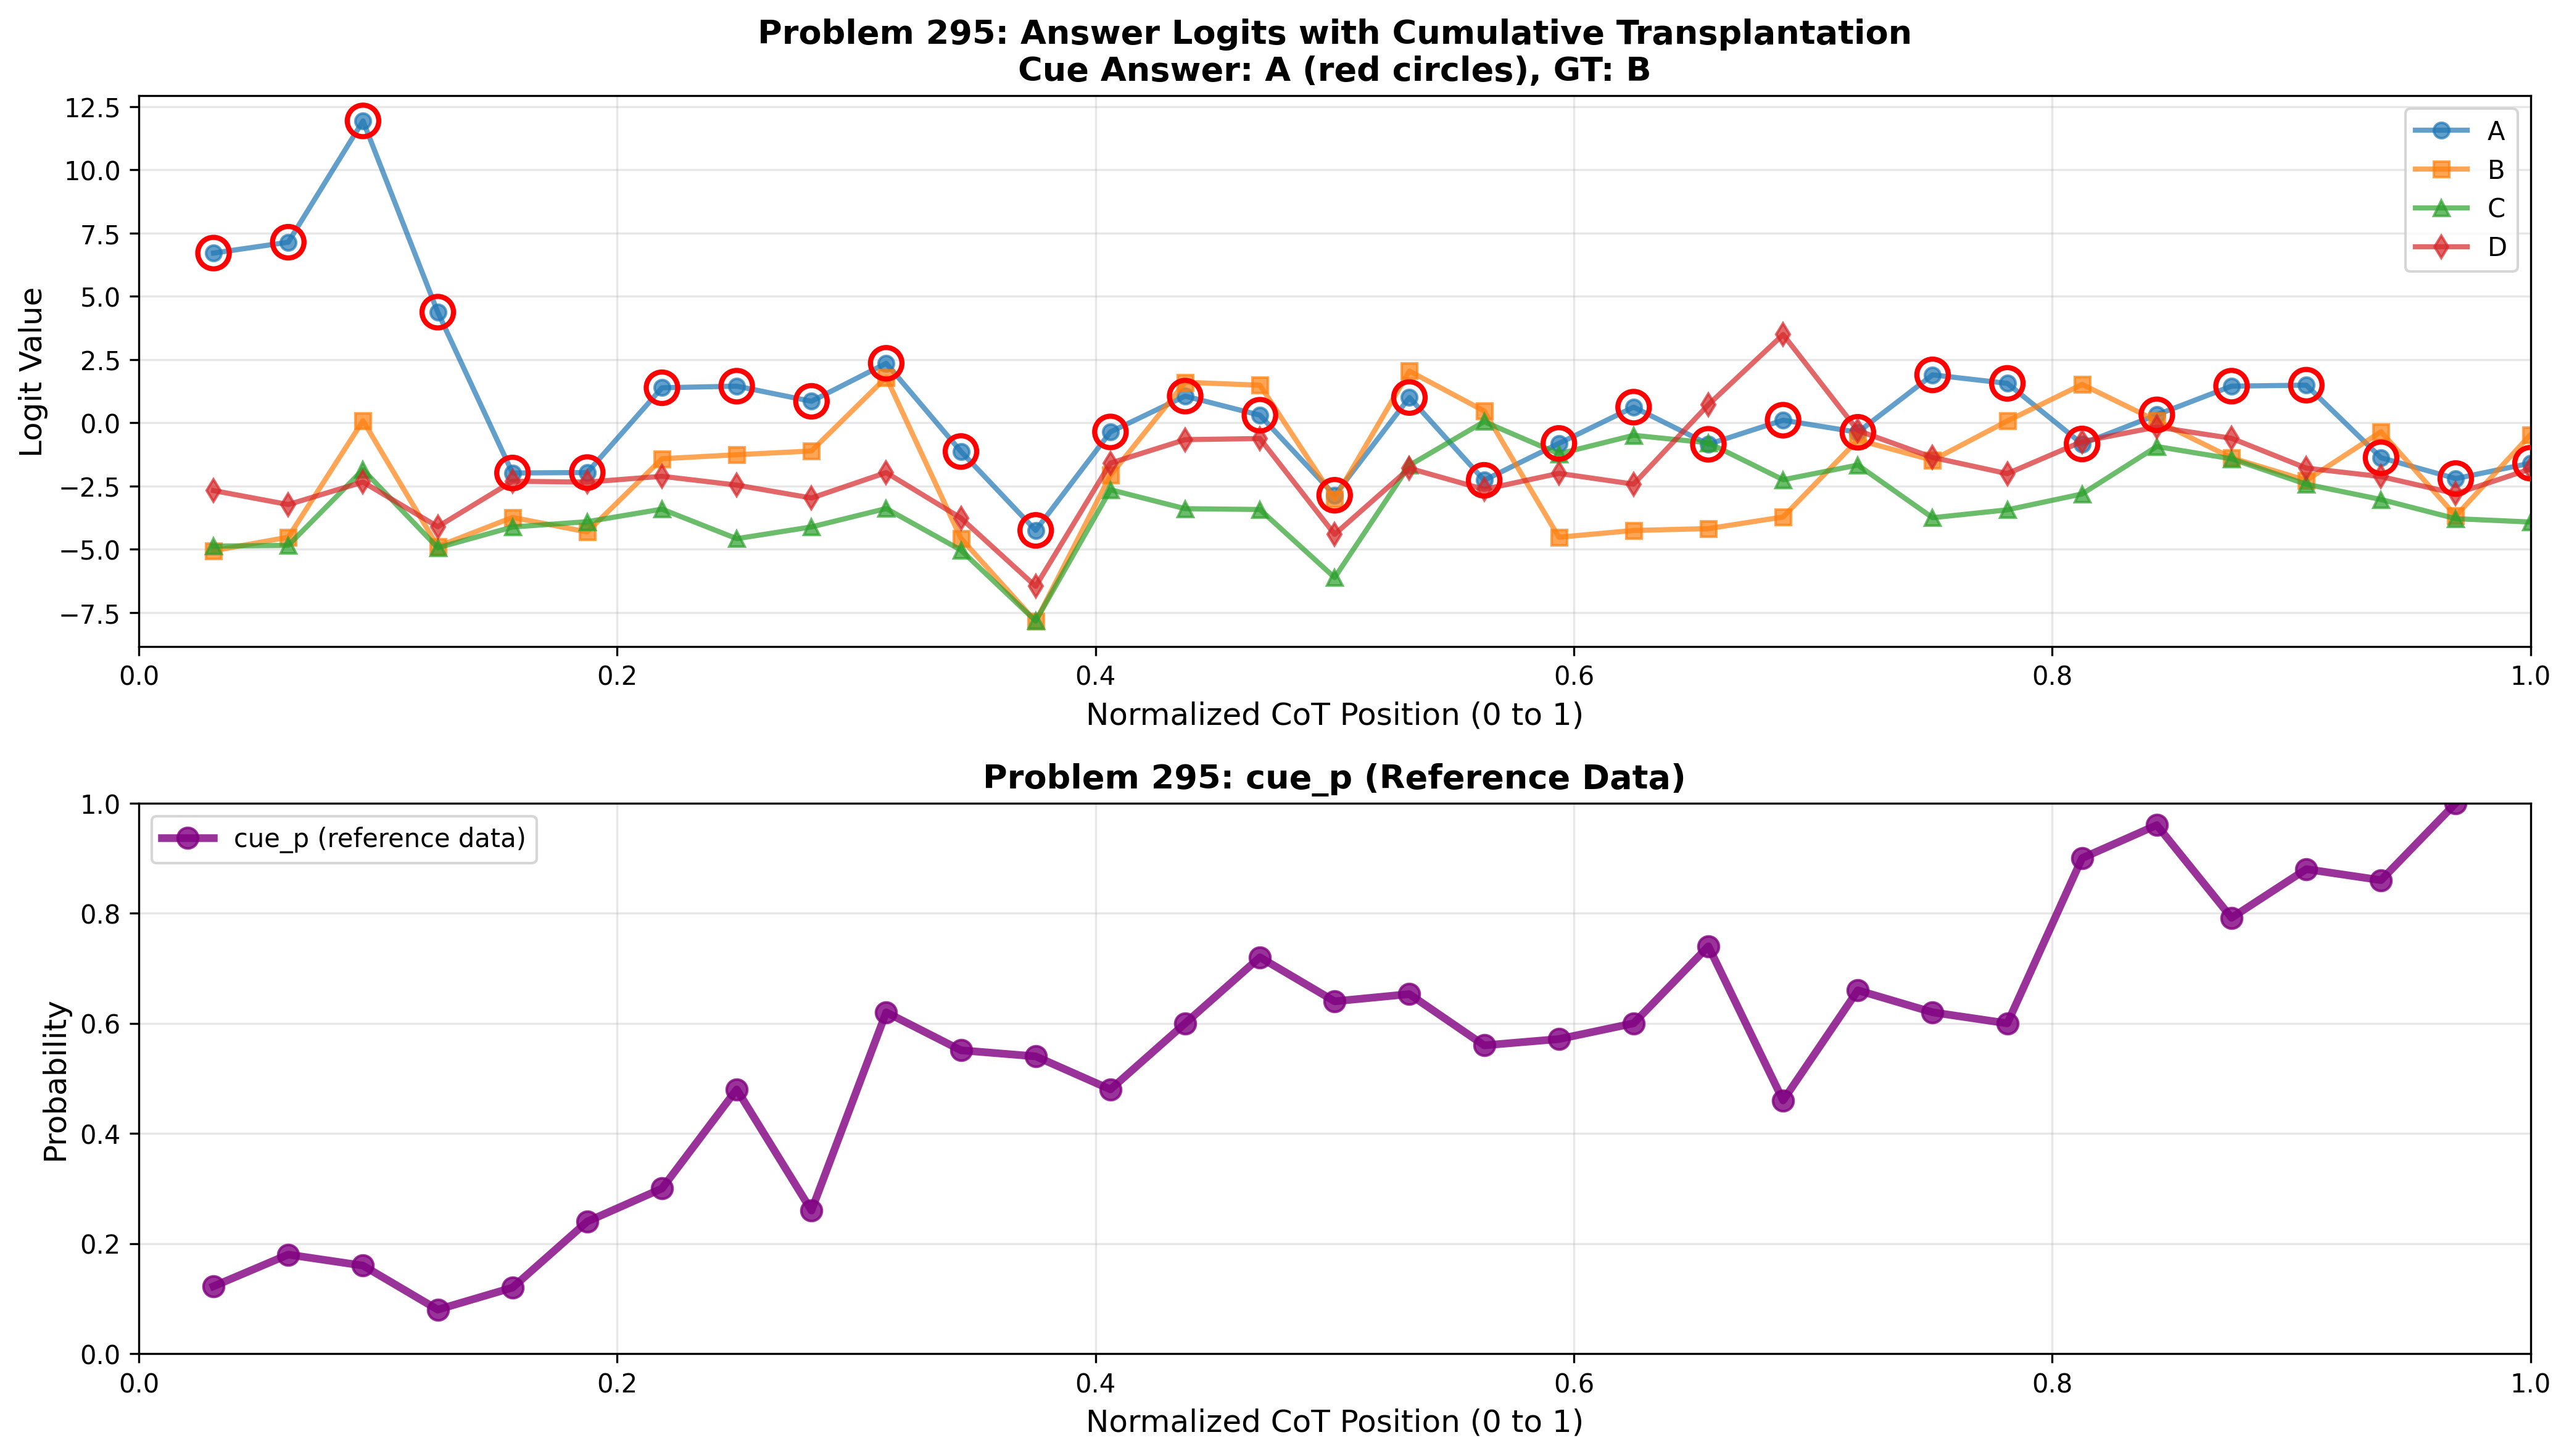 Problem 295: Answer Logits with Cumulative Transplantation
Cue Answer: A (red circles), GT: B
12.5
10.0
7.5
5.0
2.5
0.0
−2.5
−5.0
−7.5
Logit Value
A
B
C
D
0.0 0.2 0.4 0.6 0.8 1.0
Normalized CoT Position (0 to 1)
Problem 295: cue_p (Reference Data)
1.0
0.8
0.6
0.4
0.2
0.0
Probability
cue_p (reference data)
0.0 0.2 0.4 0.6 0.8 1.0
Normalized CoT Position (0 to 1)